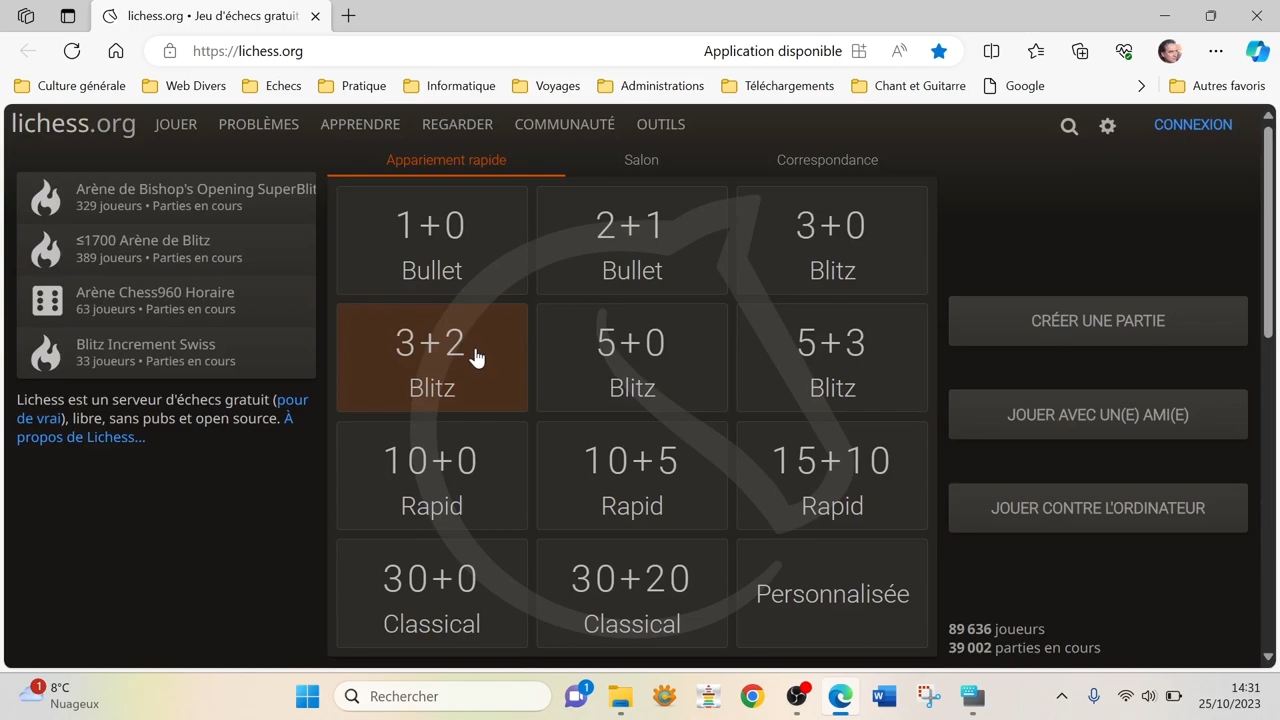 lichess.org • Jeu d'échecs gratuit
https://lichess.org
Application disponible
Culture générale
Web Divers
Echecs
Pratique
Informatique
Voyages
Administrations
Téléchargements
Chant et Guitarre
Google
Autres favoris
lichess.org
JOUER
PROBLÈMES
APPRENDRE
REGARDER
COMMUNAUTÉ
OUTILS
CONNEXION
Appariement rapide
Salon
Correspondance
Arène de Bishop's Opening SuperBlit
329 joueurs • Parties en cours
≤1700 Arène de Blitz
389 joueurs • Parties en cours
Arène Chess960 Horaire
63 joueurs • Parties en cours
Blitz Increment Swiss
33 joueurs • Parties en cours
Lichess est un serveur d'échecs gratuit (pour
de vrai), libre, sans pubs et open source. À
propos de Lichess...
1+0
Bullet
2+1
Bullet
3+0
Blitz
3+2
Blitz
5+0
Blitz
5+3
Blitz
10+0
Rapid
10+5
Rapid
15+10
Rapid
30+0
Classical
30+20
Classical
Personnalisée
CRÉER UNE PARTIE
JOUER AVEC UN(E) AMI(E)
JOUER CONTRE L'ORDINATEUR
89 636 joueurs
39 002 parties en cours
1
8°C
Nuageux
Rechercher
1
14:31
25/10/2023